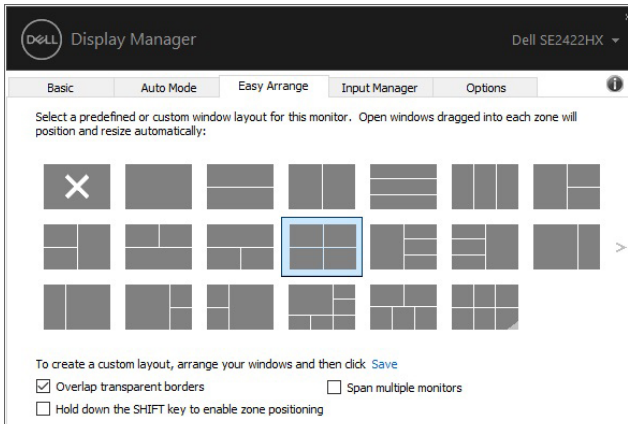 DELL Display Manager Dell SE2422HX
Basic Auto Mode Easy Arrange Input Manager Options
Select a predefined or custom window layout for this monitor. Open windows dragged into each zone will
position and resize automatically:
To create a custom layout, arrange your windows and then click Save
Overlap transparent borders Span multiple monitors
Hold down the SHIFT key to enable zone positioning